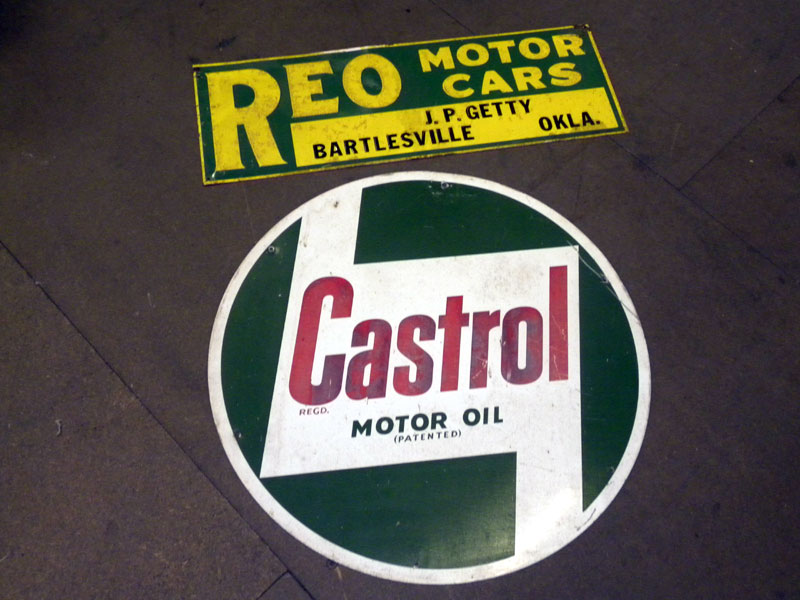 REO MOTOR CARS
J. P. GETTY
BARTLESVILLE OKLA.
Castrol
REGD.
MOTOR OIL
(PATENTED)